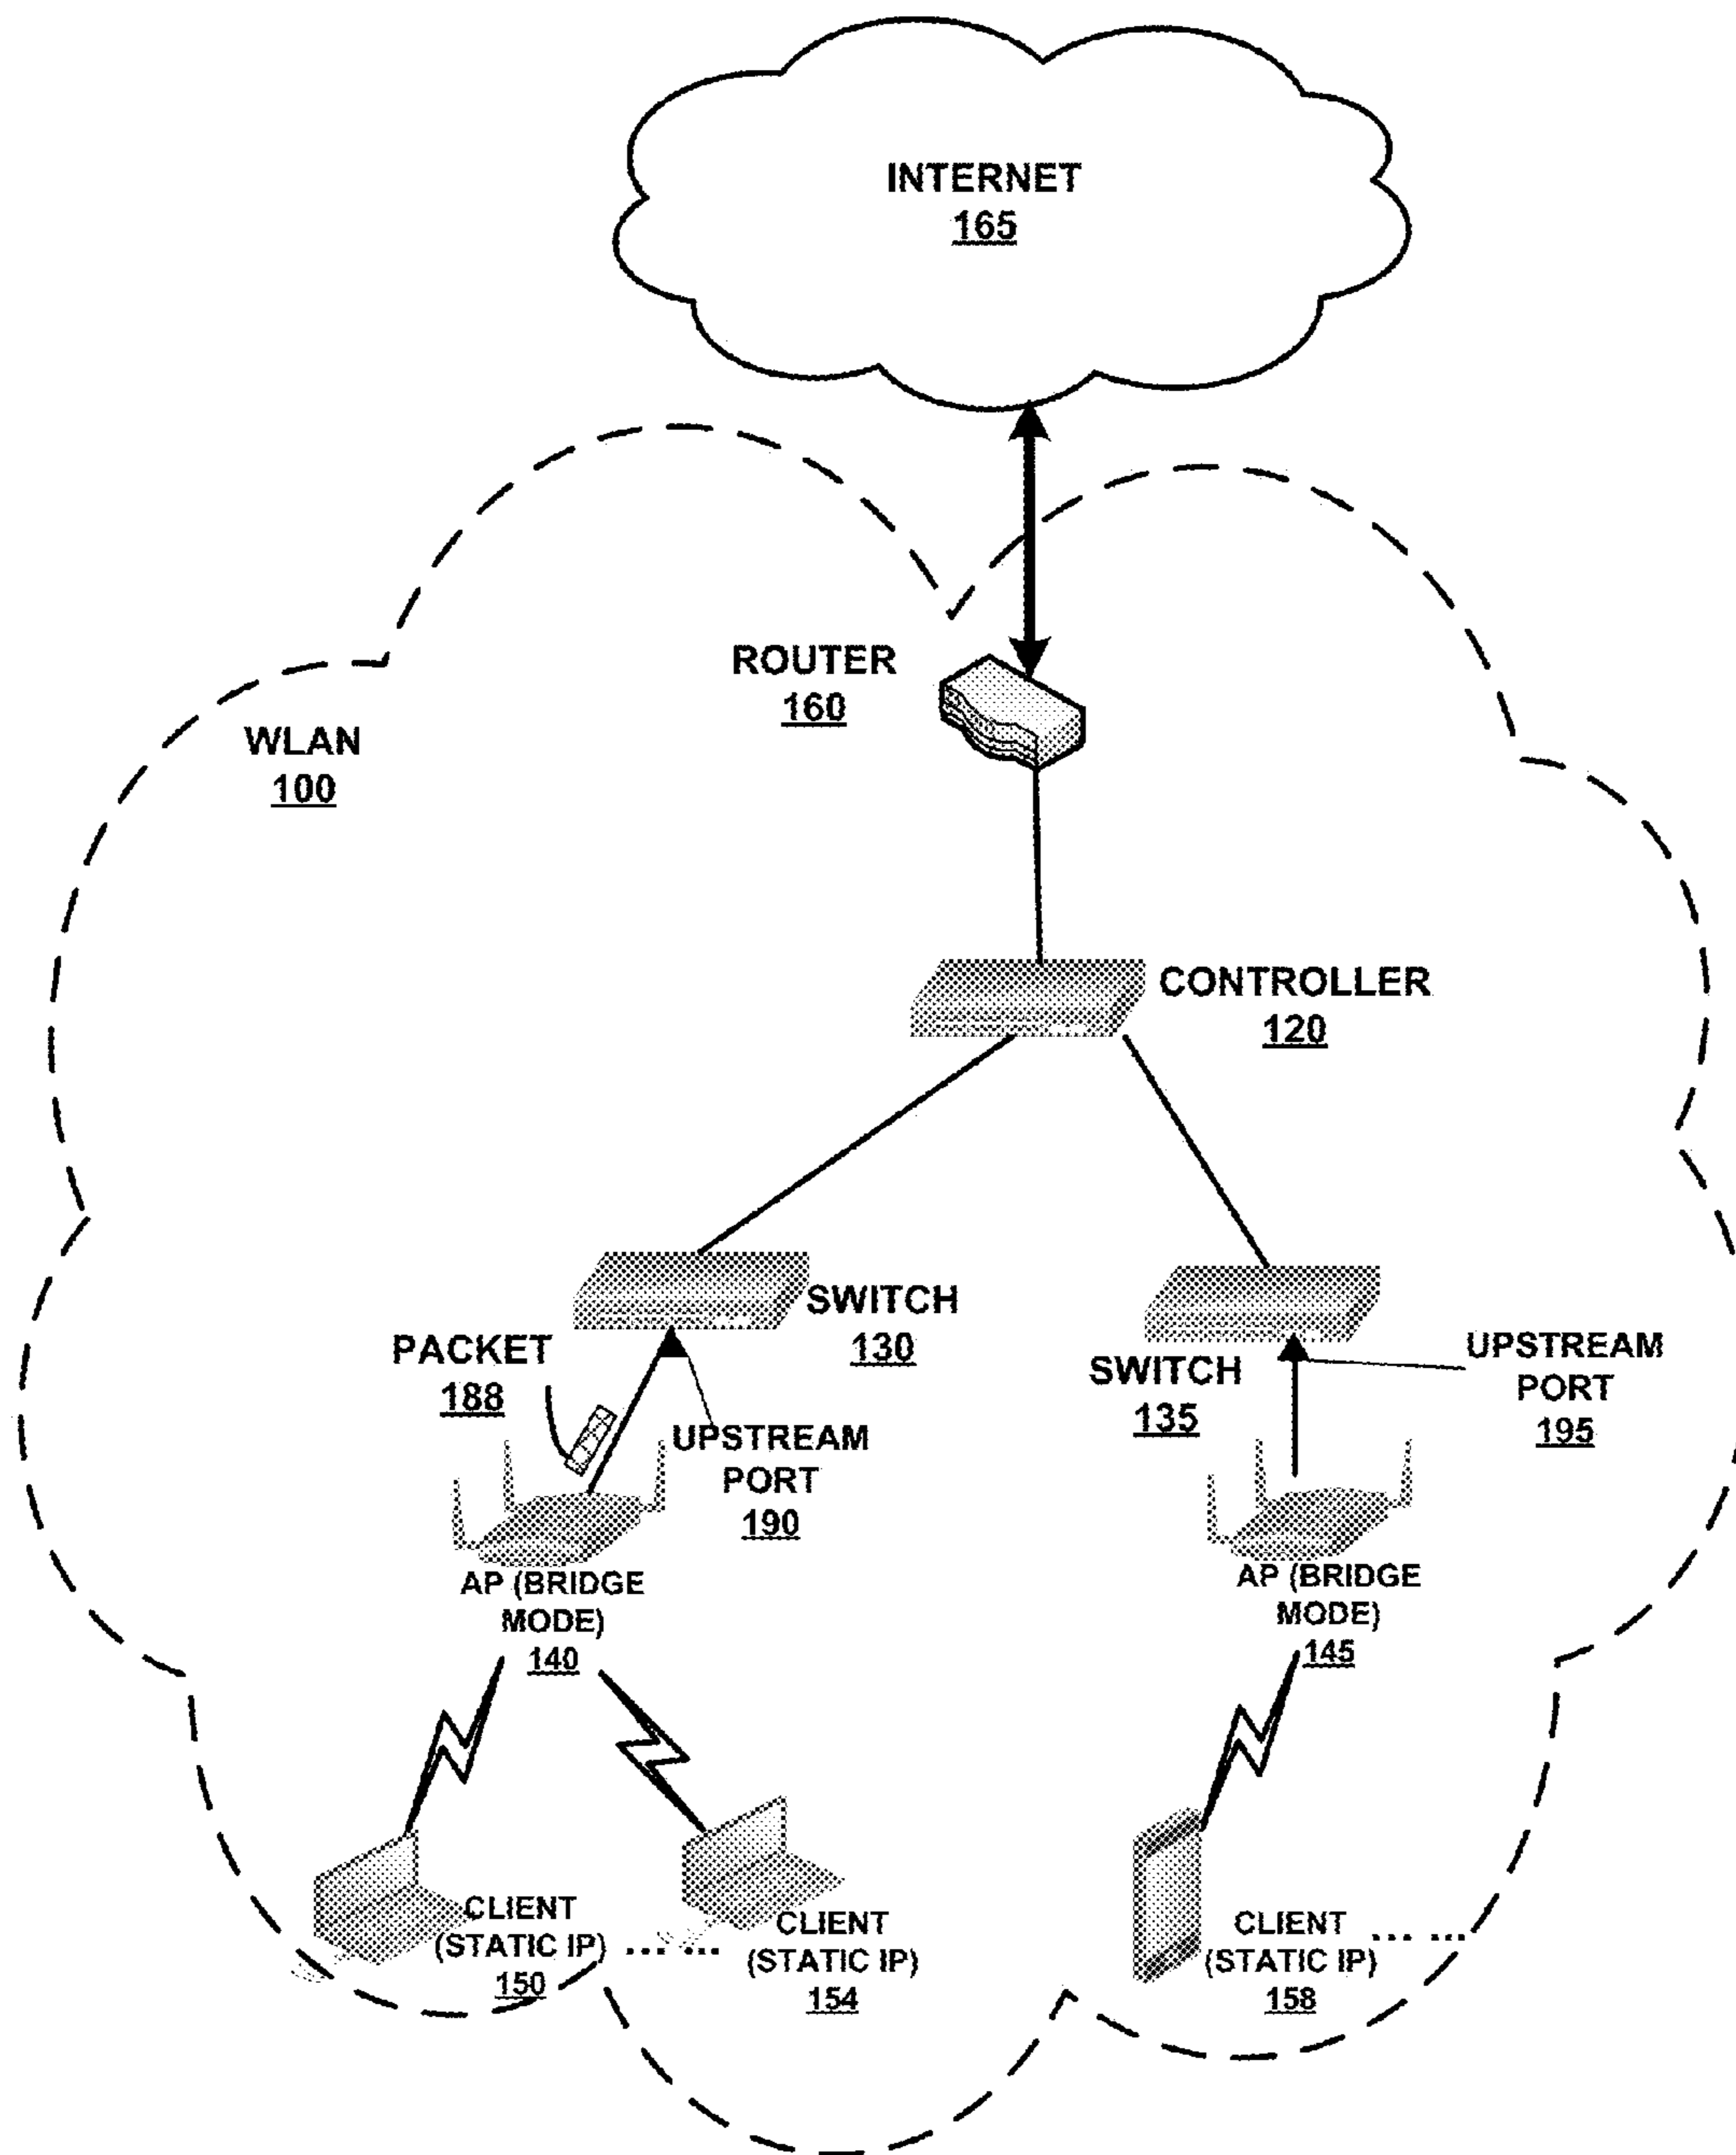 INTERNET
165
ROUTER
160
WLAN
100
CONTROLLER
120
SWITCH
130
PACKET
188
UPSTREAM
PORT
190
SWITCH
135
UPSTREAM
PORT
195
AP (BRIDGE
MODE)
140
AP (BRIDGE
MODE)
145
CLIENT
(STATIC IP)
150
CLIENT
(STATIC IP)
154
CLIENT
(STATIC IP)
158